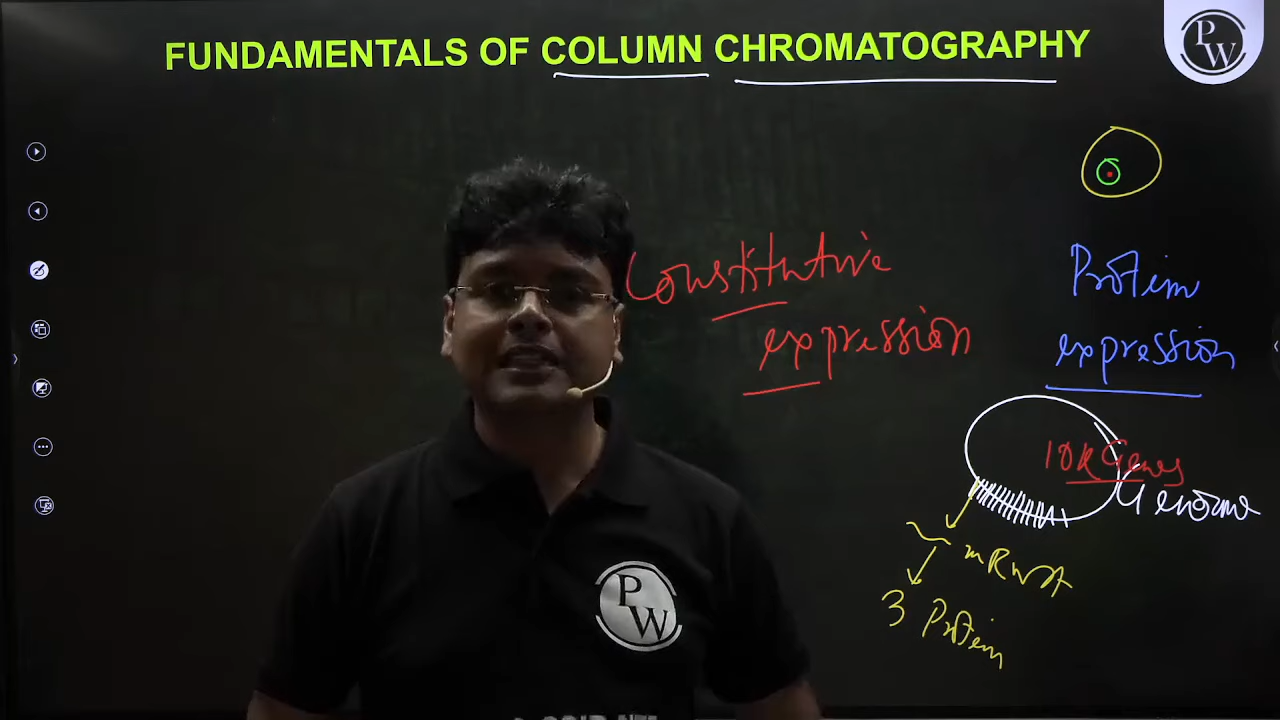 FUNDAMENTALS OF COLUMN CHROMATOGRAPHY
PW
Constitutive
expression
Protein
expression
10k Genes
Genome
mRNA
3 Protein
PW